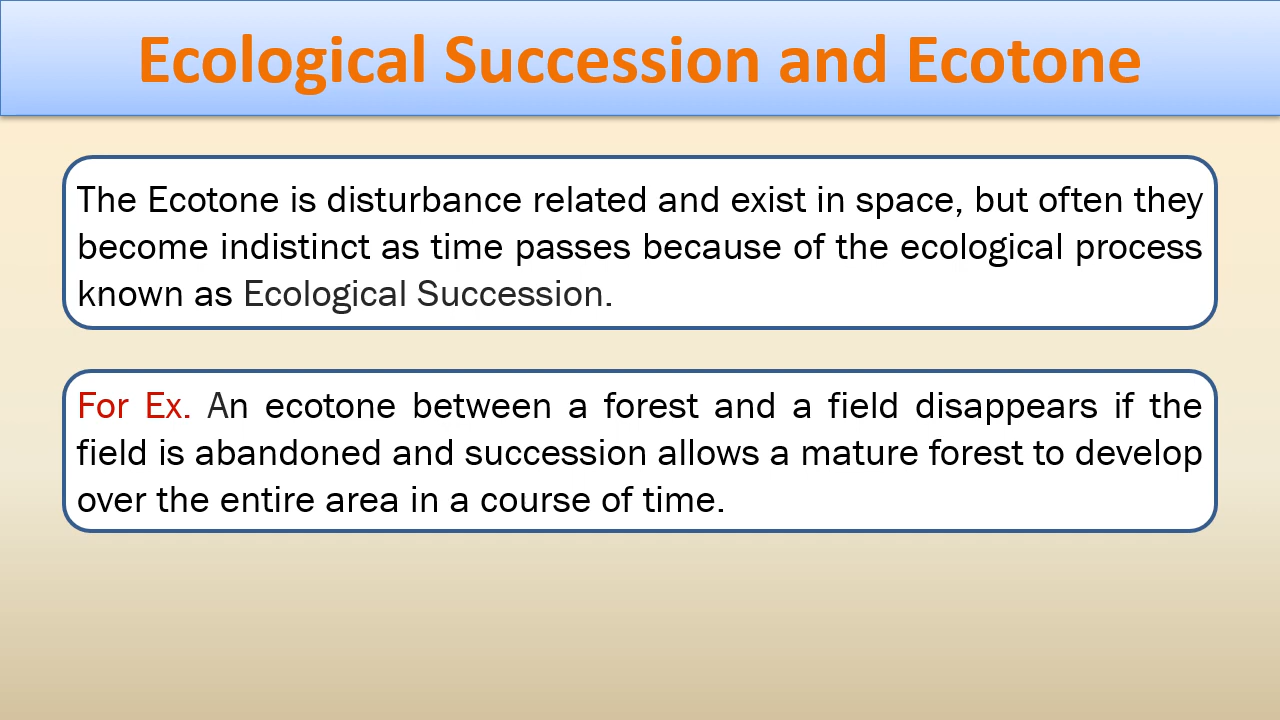 Ecological Succession and Ecotone
The Ecotone is disturbance related and exist in space, but often they
become indistinct as time passes because of the ecological process
known as Ecological Succession.
For Ex. An ecotone between a forest and a field disappears if the
field is abandoned and succession allows a mature forest to develop
over the entire area in a course of time.